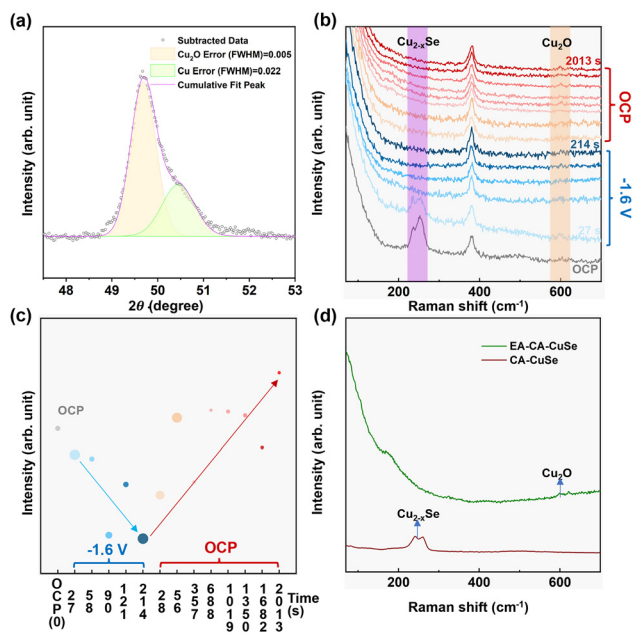 (a)
Subtracted Data
Cu₂O Error (FWHM)=0.005
Cu Error (FWHM)=0.022
Cumulative Fit Peak
Intensity (arb. unit)
48 49 50 51 52 53
2θ (degree)
(b)
Cu₂₋ₓSe Cu₂O
2013 s
OCP
214 s
-1.6 V
27 s
OCP
Intensity (arb. unit)
200 400 600
Raman shift (cm⁻¹)
(c)
OCP
Intensity (arb. unit)
-1.6 V OCP
OCP(0) 27 58 90 121 214 28 56 357 688 1019 1350 1682 2013
Time (s)
(d)
EA-CA-CuSe
CA-CuSe
Cu₂O
Cu₂₋ₓSe
Intensity (arb. unit)
200 400 600
Raman shift (cm⁻¹)